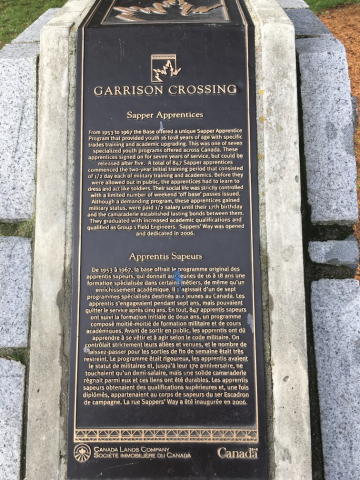 GARRISON CROSSING
GARRISON CROSSING
Sapper Apprentices
From 1953 to 1967 the Base offered a unique Sapper Apprentice
Program that provided youth 16 to 18 years of age with specific
trades training and academic upgrading. This was one of seven
specialized youth programs offered across Canada. These
apprentices signed on for seven years of service, but could be
released after five. A total of 847 Sapper apprentices
commenced the two-year initial training period that consisted
of 1/2 day each of military training and academics. Before they
were allowed out in public, the apprentices had to learn to
dress and act like soldiers. Their social life was strictly controlled
with a limited number of weekend 'off base' passes issued.
Although a demanding program, these apprentices gained
military status, were paid 1/2 salary until their 17th birthday
and the camaraderie established lasting bonds between them.
They graduated with increased academic qualifications and
qualified as Group 1 Field Engineers. Sappers' Way was opened
and dedicated in 2006.
Apprentis Sapeurs
De 1953 à 1967, la base offrait le programme original des
apprentis sapeurs, qui donnait aux jeunes de 16 à 18 ans une
formation spécialisée dans certains métiers, de même qu'un
enrichissement académique. Il s'agissait d'un de sept
programmes spécialisés destinés aux jeunes au Canada. Les
apprentis s'engageaient pendant sept ans, mais pouvaient
quitter le service après cinq ans. En tout, 847 apprentis sapeurs
ont suivi la formation initiale de deux ans, un programme
composé moitié-moitié de formation militaire et de cours
académiques. Avant de sortir en public, les apprentis ont dû
apprendre à se vêtir et à agir selon le code militaire. On
contrôlait strictement leurs allées et venues, et le nombre de
laissez-passer pour les sorties de fin de semaine était très
restreint. Le programme était rigoureux, les apprentis avaient
le statut de militaires et, jusqu'à leur 17e anniversaire, ne
touchaient qu'un demi-salaire, mais une solide camaraderie
régnait parmi eux et ces liens ont été durables. Les apprentis
sapeurs obtenaient des qualifications supérieures et, une fois
diplômés, appartenaient au corps de sapeurs du 1er Escadron
de campagne. La rue Sappers' Way a été inaugurée en 2006.
CANADA LANDS COMPANY
SOCIÉTÉ IMMOBILIÈRE DU CANADA
Canada